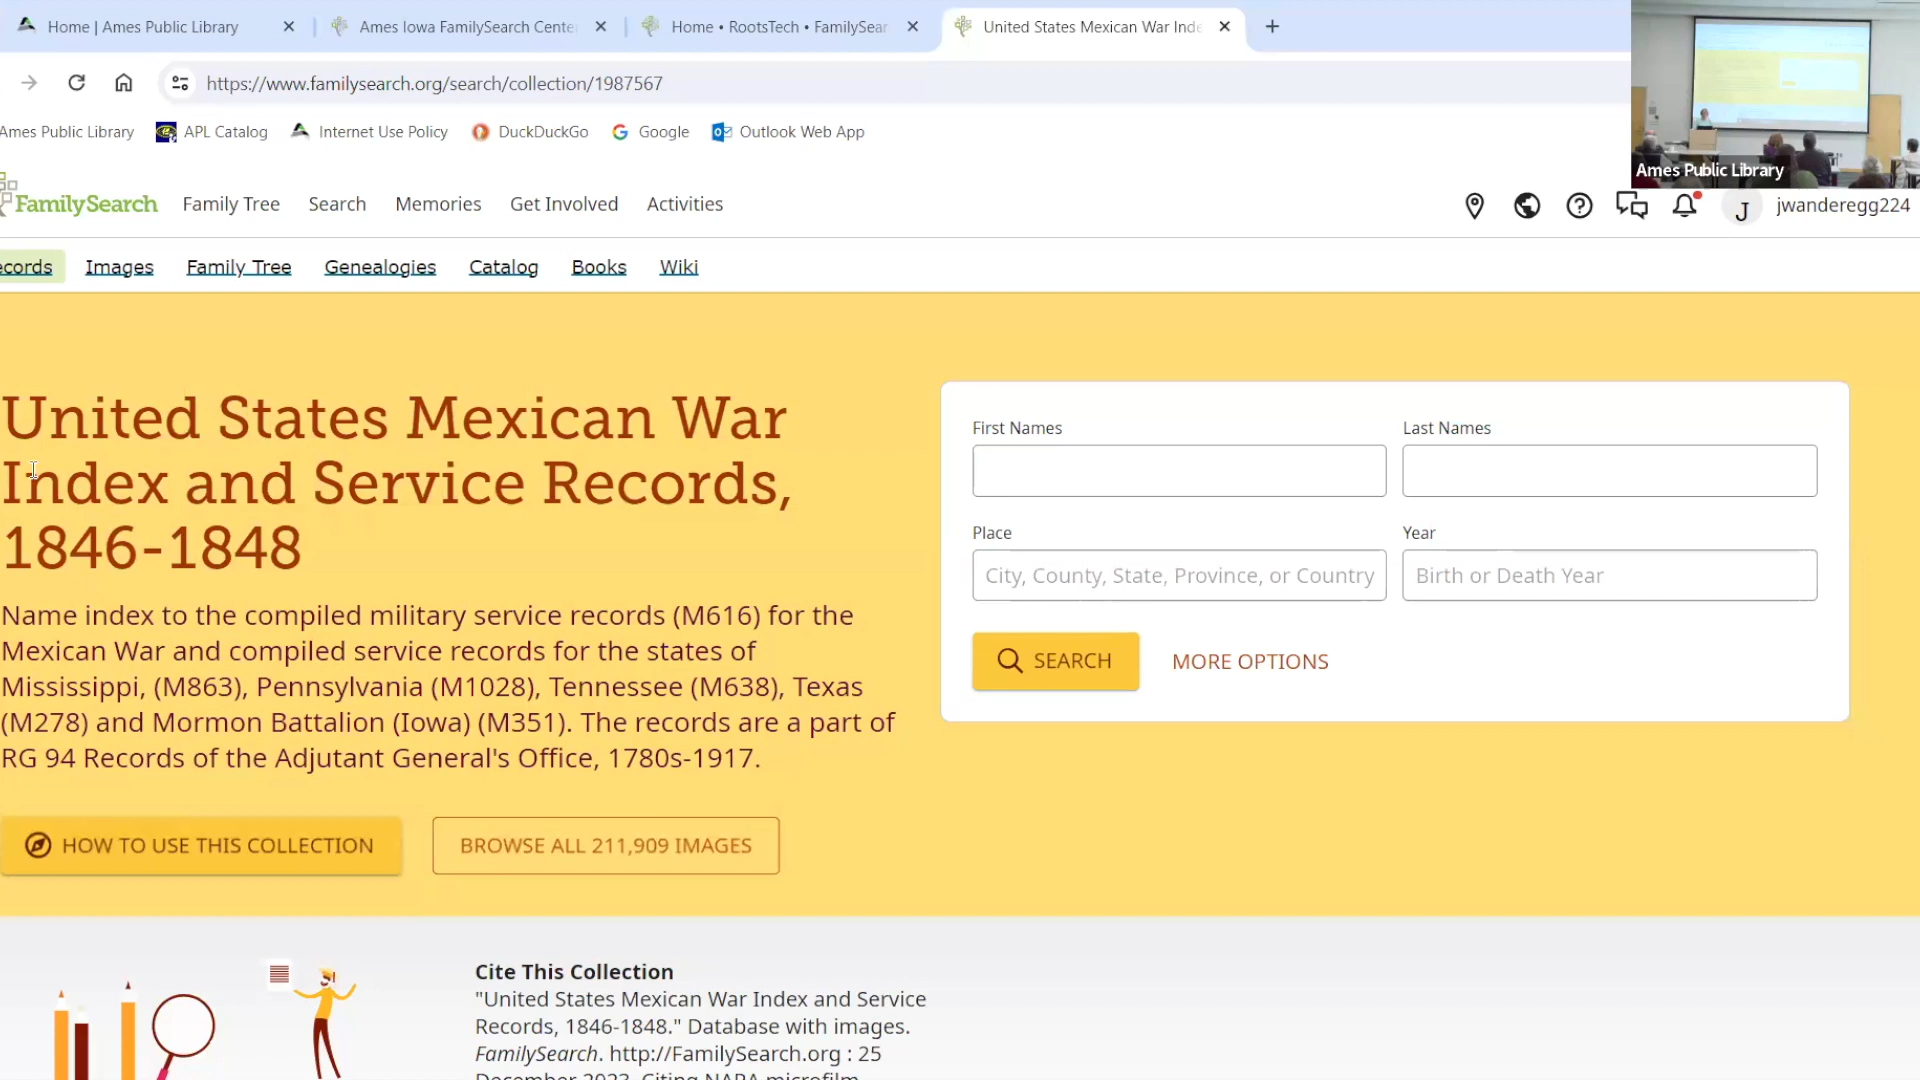 Home | Ames Public Library
Ames Iowa FamilySearch Cente
Home • RootsTech • FamilySear
United States Mexican War Inde
https://www.familysearch.org/search/collection/1987567
Ames Public Library
APL Catalog
Internet Use Policy
DuckDuckGo
Google
Outlook Web App
Ames Public Library
FamilySearch
Family Tree
Search
Memories
Get Involved
Activities
J
jwanderegg224
ecords
Images
Family Tree
Genealogies
Catalog
Books
Wiki
United States Mexican War
Index and Service Records,
1846-1848
Name index to the compiled military service records (M616) for the
Mexican War and compiled service records for the states of
Mississippi, (M863), Pennsylvania (M1028), Tennessee (M638), Texas
(M278) and Mormon Battalion (Iowa) (M351). The records are a part of
RG 94 Records of the Adjutant General's Office, 1780s-1917.
HOW TO USE THIS COLLECTION
BROWSE ALL 211,909 IMAGES
First Names
Last Names
Place
Year
City, County, State, Province, or Country
Birth or Death Year
SEARCH
MORE OPTIONS
Cite This Collection
"United States Mexican War Index and Service
Records, 1846-1848." Database with images.
FamilySearch. http://FamilySearch.org : 25
December 2023. Citing NARA microfilm